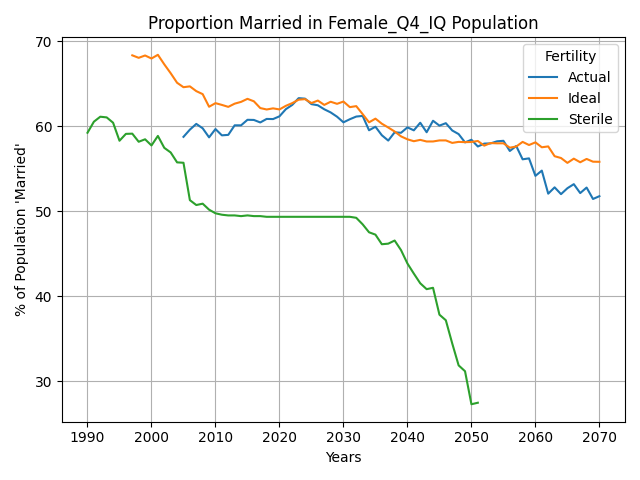 Proportion Married in Female_Q4_IQ Population
% of Population 'Married'
70
60
50
40
30
Fertility
Actual
Ideal
Sterile
1990 2000 2010 2020 2030 2040 2050 2060 2070
Years